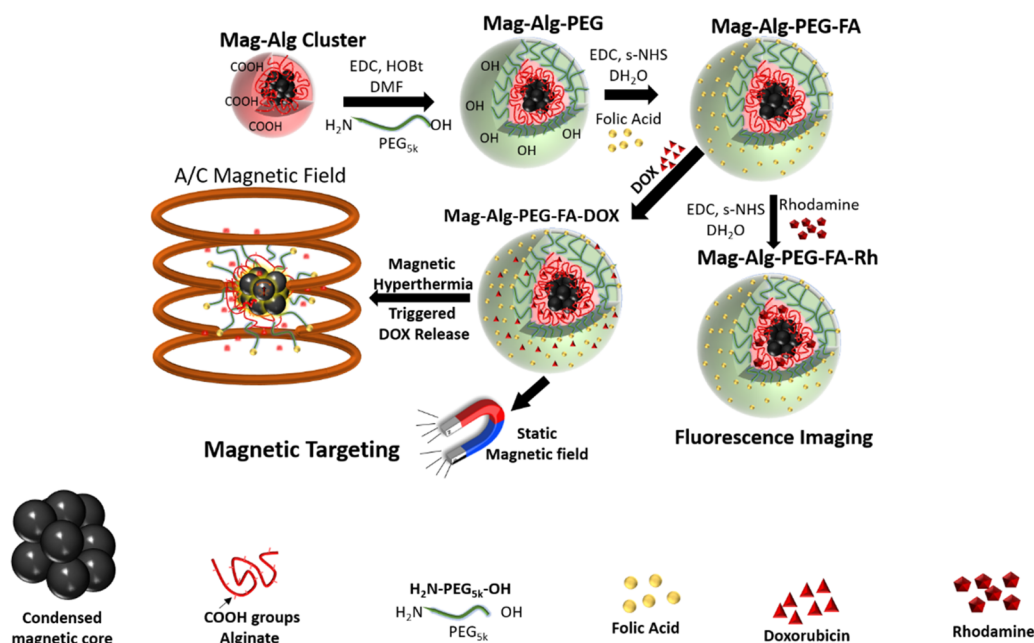 Mag-Alg Cluster
COOH
COOH
COOH
EDC, HOBt
DMF
H₂N
OH
PEG₅ₖ
Mag-Alg-PEG
OH
OH
OH
OH
OH
EDC, s-NHS
DH₂O
Folic Acid
Mag-Alg-PEG-FA
DOX
EDC, s-NHS
DH₂O
Rhodamine
Mag-Alg-PEG-FA-Rh
Fluorescence Imaging
Mag-Alg-PEG-FA-DOX
Magnetic
Hyperthermia
Triggered
DOX Release
A/C Magnetic Field
Static
Magnetic field
Magnetic Targeting
Condensed
magnetic core
COOH groups
Alginate
H₂N-PEG₅ₖ-OH
H₂N
OH
PEG₅ₖ
Folic Acid
Doxorubicin
Rhodamine